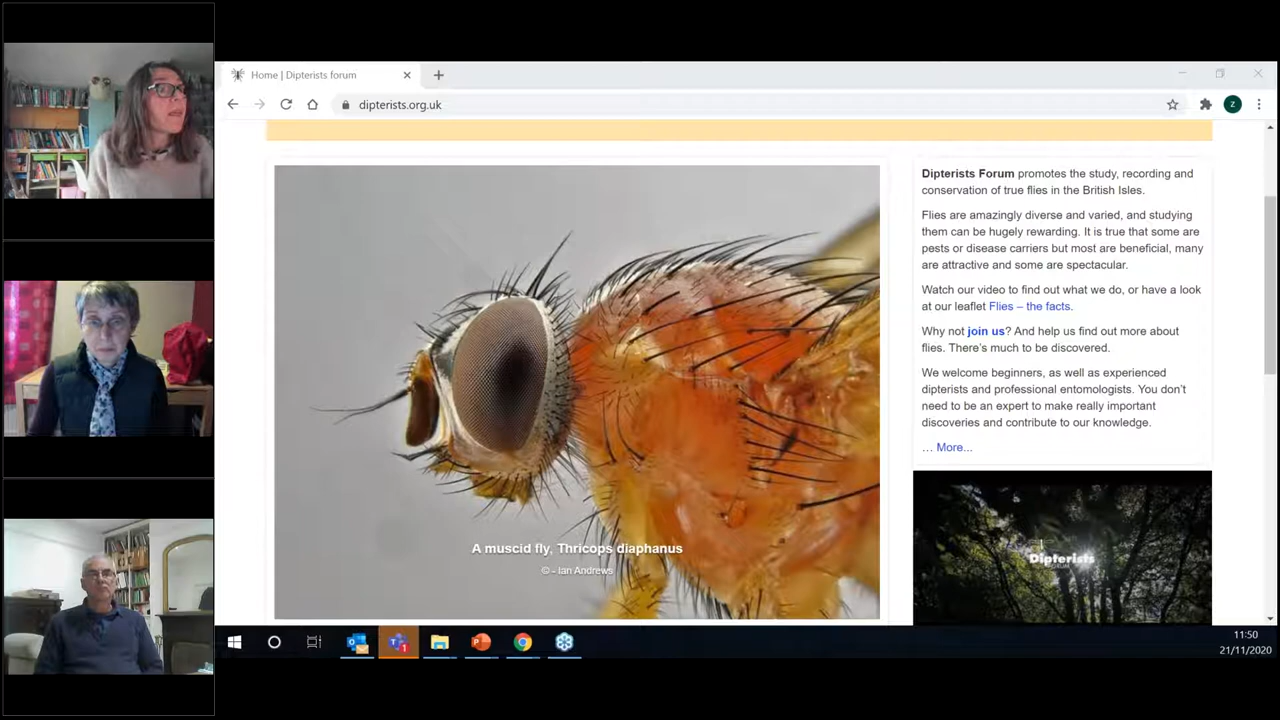 Home | Dipterists forum
dipterists.org.uk
Z
Dipterists Forum promotes the study, recording and
conservation of true flies in the British Isles.
Flies are amazingly diverse and varied, and studying
them can be hugely rewarding. It is true that some are
pests or disease carriers but most are beneficial, many
are attractive and some are spectacular.
Watch our video to find out what we do, or have a look
at our leaflet Flies – the facts.
Why not join us? And help us find out more about
flies. There's much to be discovered.
We welcome beginners, as well as experienced
dipterists and professional entomologists. You don't
need to be an expert to make really important
discoveries and contribute to our knowledge.
… More...
A muscid fly, Thricops diaphanus
© - Ian Andrews
Dipterists
FORUM
11:50
21/11/2020